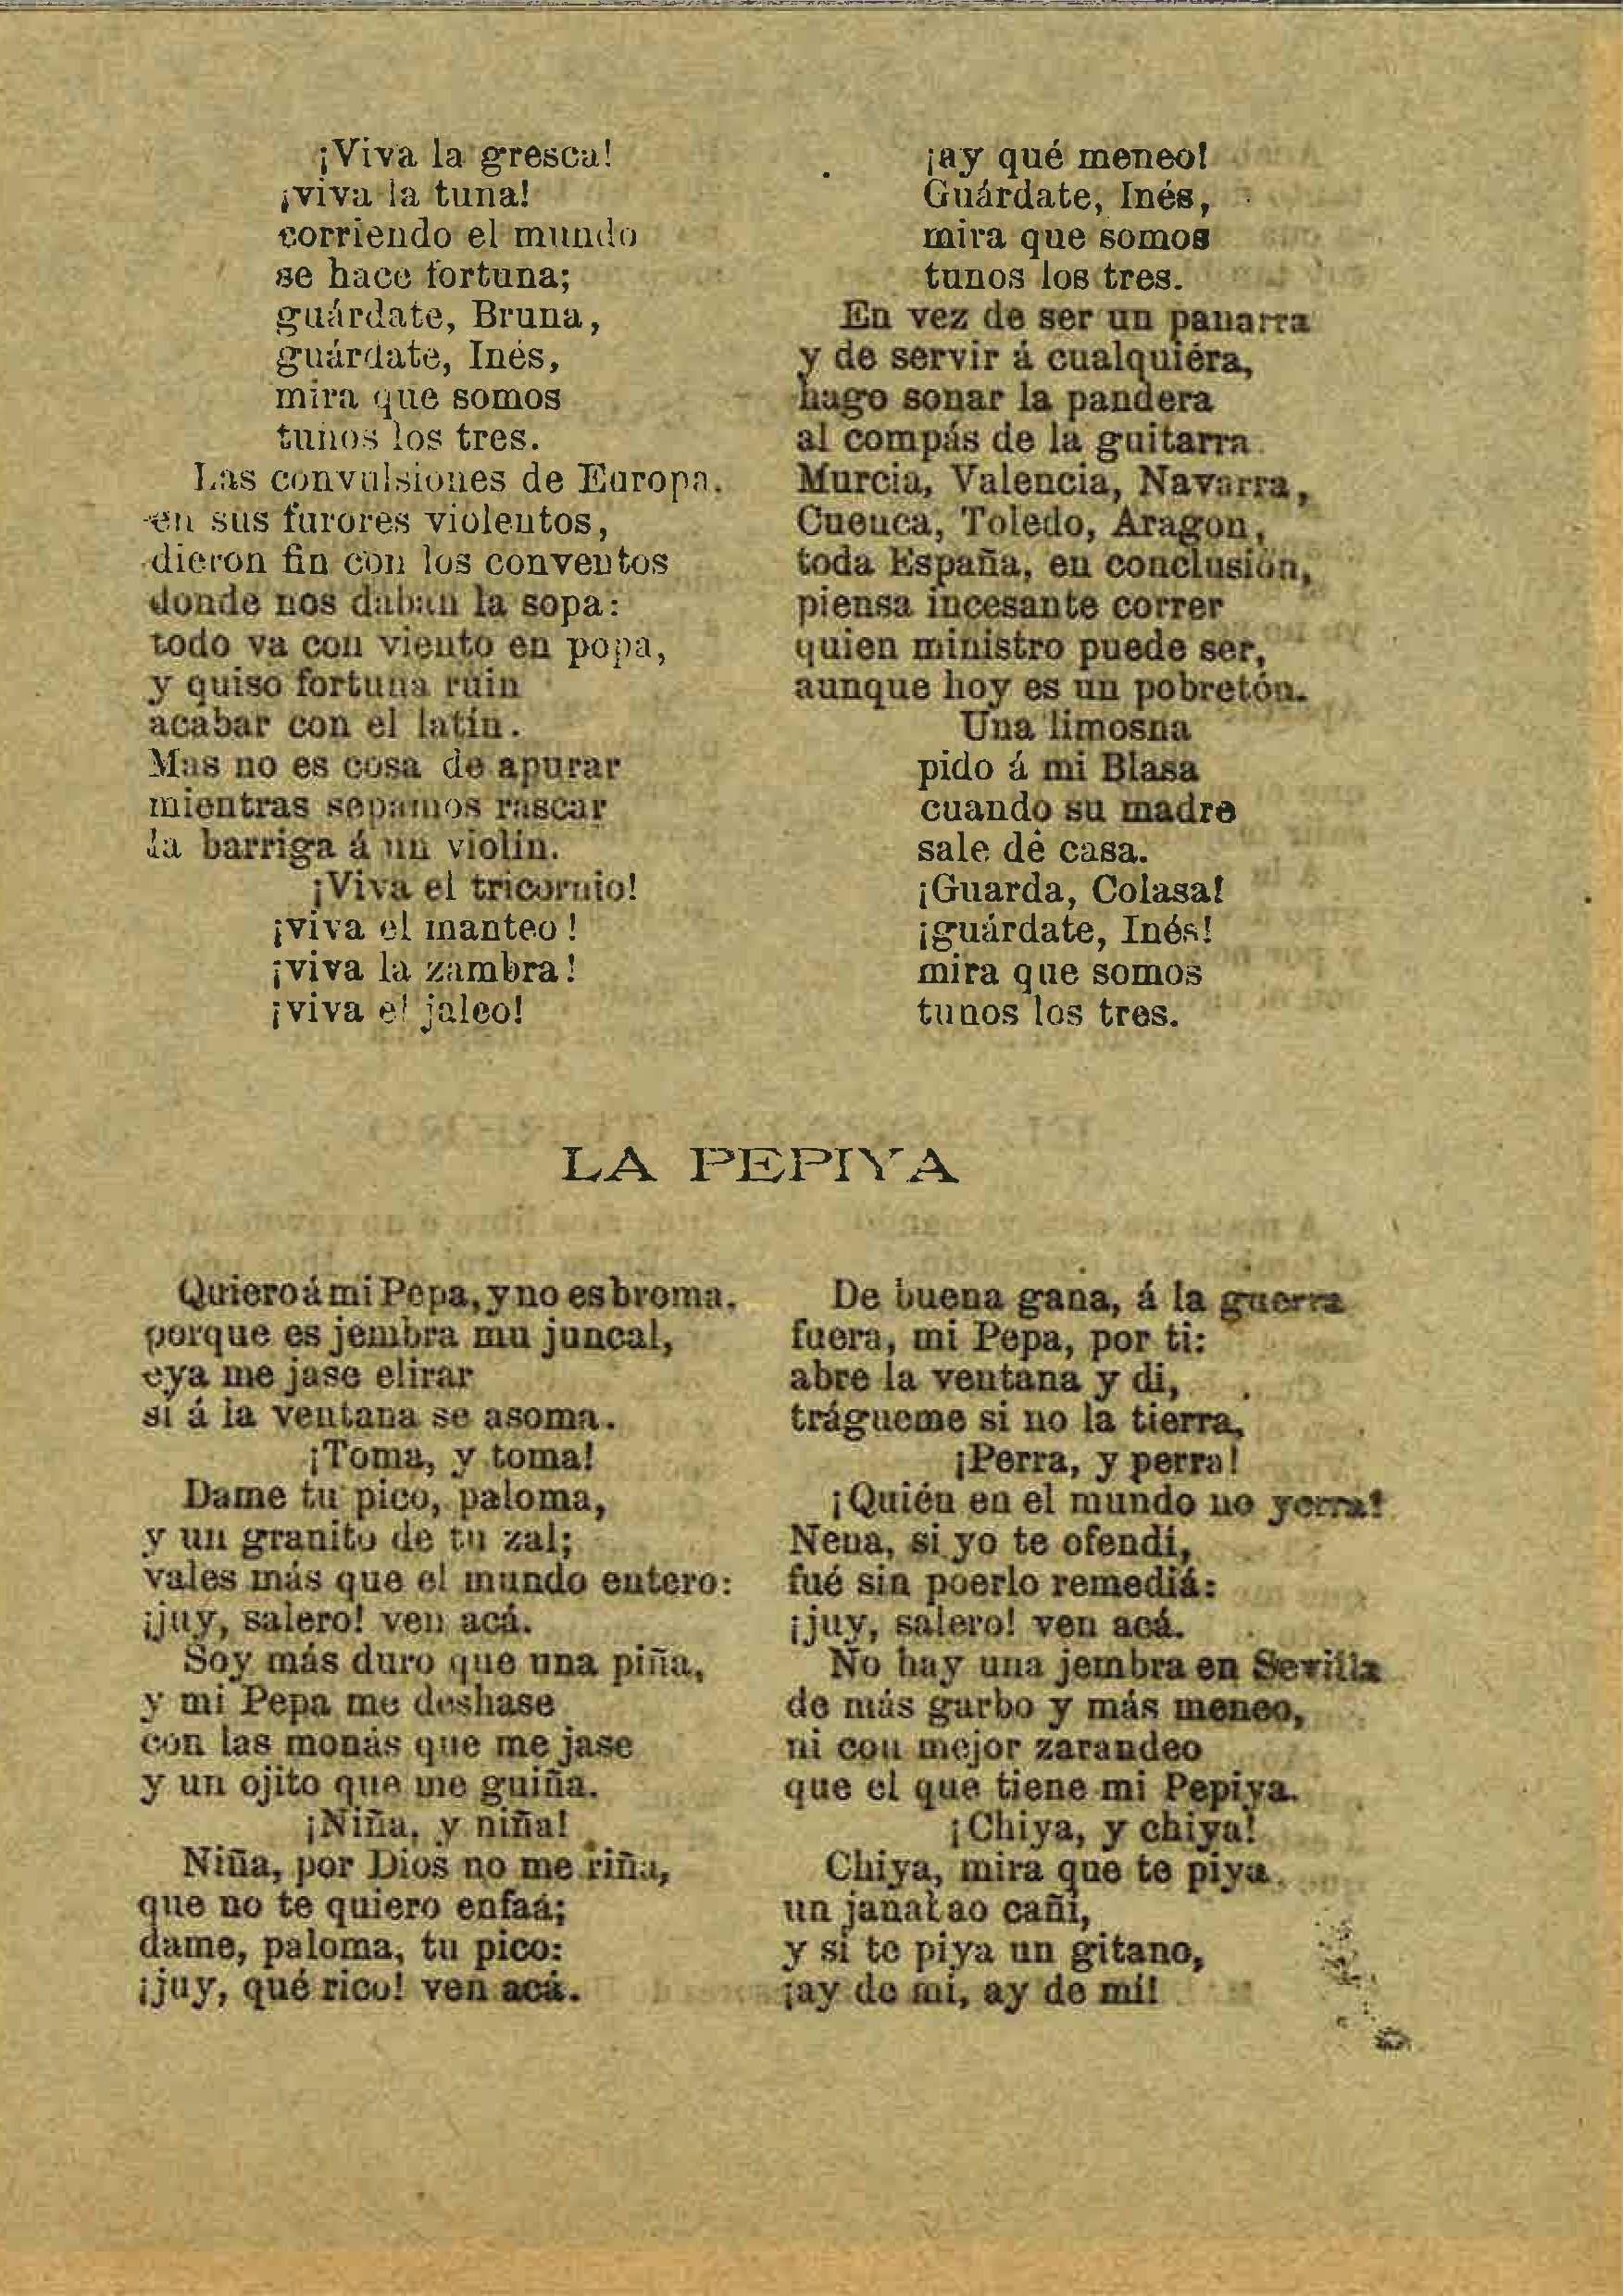 ¡Viva la gresca!
¡viva la tuna!
corriendo el mundo
se hace fortuna;
guárdate, Bruna,
guárdate, Inés,
mira que somos
tunos los tres.
Las convulsiones de Europa.
en sus furores violentos,
dieron fin con los conventos
donde nos daban la sopa:
todo va con viento en popa,
y quiso fortuna ruin
acabar con el latín.
Mas no es cosa de apurar
mientras sepamos rascar
la barriga á un violín.
¡Viva el tricornio!
¡viva el manteo!
¡viva la zambra!
¡viva el jaleo!
¡ay qué meneo!
Guárdate, Inés,
mira que somos
tunos los tres.
En vez de ser un panarra
y de servir á cualquiéra,
hago sonar la pandera
al compás de la guitarra.
Murcia, Valencia, Navarra,
Cuenca, Toledo, Aragon,
toda España, en conclusión,
piensa incesante correr
quien ministro puede ser,
aunque hoy es un pobretón.
Una limosna
pido á mi Blasa
cuando su madre
sale de casa.
¡Guarda, Colasa!
¡guárdate, Inés!
mira que somos
tunos los tres.
LA PEPIYA
Quiero á mi Pepa, y no es broma,
porque es jembra mu juncal,
eya me jase elirar
si á la ventana se asoma.
¡Toma, y toma!
Dame tu pico, paloma,
y un granito de tu zal;
vales más que el mundo entero:
¡juy, salero! ven acá.
Soy más duro que una piña,
y mi Pepa me deshase
con las monás que me jase
y un ojito que me guiña.
¡Niña, y niña!
Niña, por Dios no me riña,
que no te quiero enfaá;
dame, paloma, tu pico:
¡juy, qué rico! ven acá.
De buena gana, á la guerra
fuera, mi Pepa, por ti:
abre la ventana y di,
trágueme si no la tierra,
¡Perra, y perra!
¡Quién en el mundo no yerra!
Nena, si yo te ofendí,
fué sin poerlo remediá:
¡juy, salero! ven acá.
No hay una jembra en Sevilla
de más garbo y más meneo,
ni con mejor zarandeo
que el que tiene mi Pepiya.
¡Chiya, y chiya!
Chiya, mira que te piya
un janatao cañí,
y si te piya un gitano,
¡ay de mi, ay de mí!